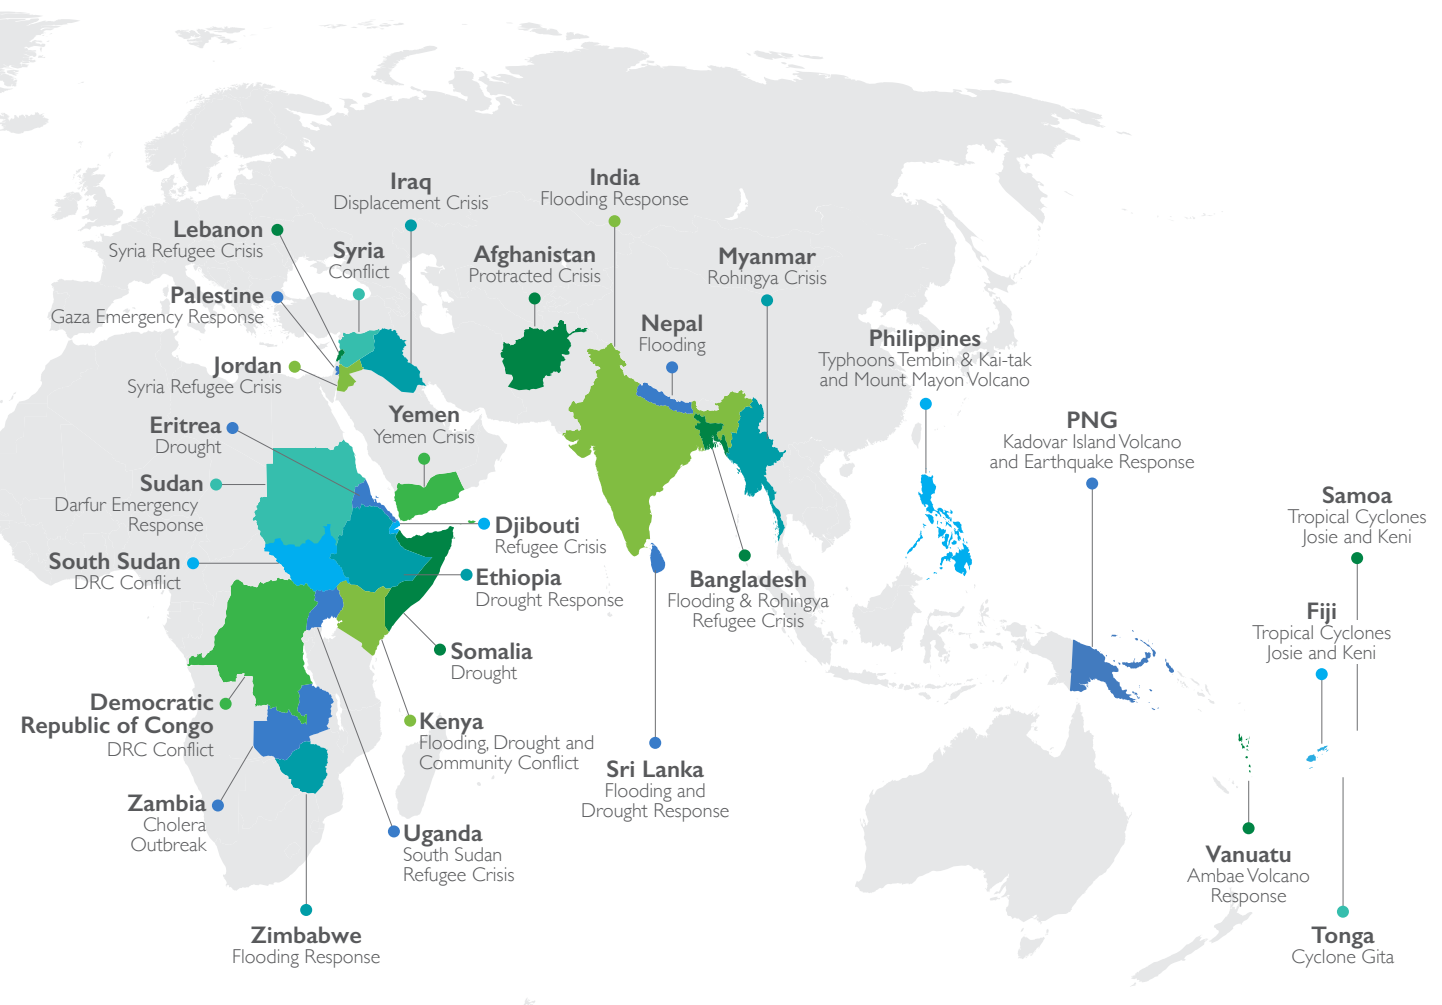 Iraq
Displacement Crisis
India
Flooding Response
Lebanon
Syria Refugee Crisis
Syria
Conflict
Afghanistan
Protracted Crisis
Myanmar
Rohingya Crisis
Palestine
Gaza Emergency Response
Nepal
Flooding
Philippines
Typhoons Tembin & Kai-tak
and Mount Mayon Volcano
Jordan
Syria Refugee Crisis
Eritrea
Drought
Yemen
Yemen Crisis
PNG
Kadovar Island Volcano
and Earthquake Response
Sudan
Darfur Emergency
Response
Samoa
Tropical Cyclones
Josie and Keni
Djibouti
Refugee Crisis
South Sudan
DRC Conflict
Ethiopia
Drought Response
Bangladesh
Flooding & Rohingya
Refugee Crisis
Fiji
Tropical Cyclones
Josie and Keni
Somalia
Drought
Democratic
Republic of Congo
DRC Conflict
Kenya
Flooding, Drought and
Community Conflict
Sri Lanka
Flooding and
Drought Response
Zambia
Cholera
Outbreak
Uganda
South Sudan
Refugee Crisis
Vanuatu
Ambae Volcano
Response
Zimbabwe
Flooding Response
Tonga
Cyclone Gita